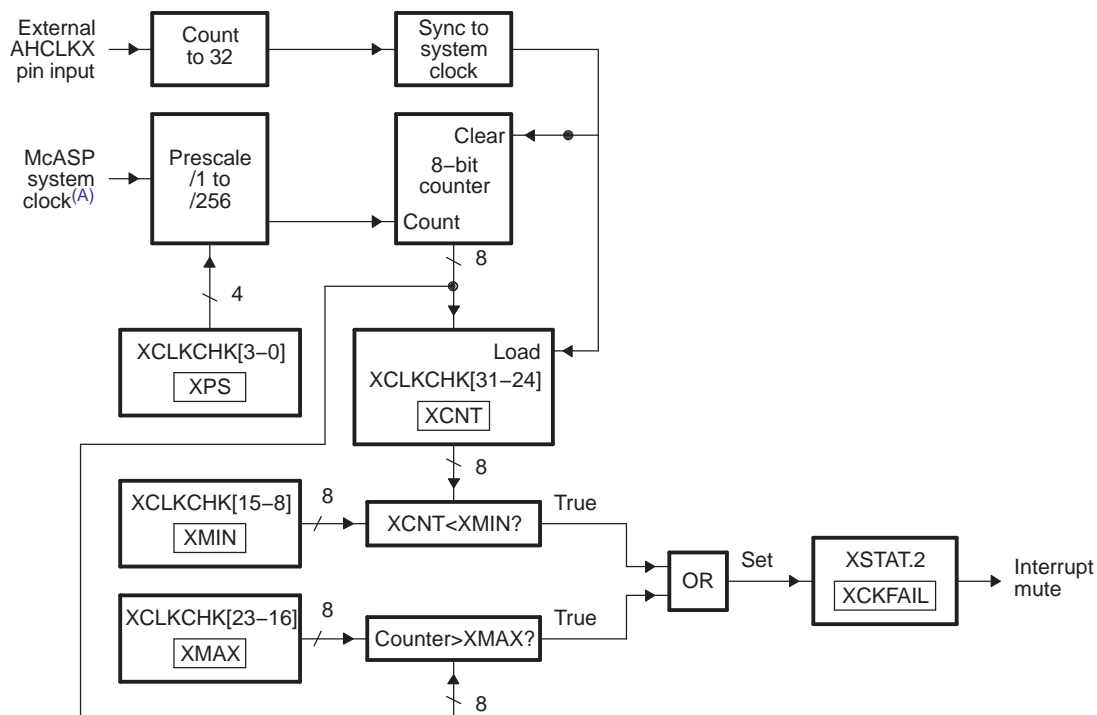 External
AHCLKX
pin input
Count
to 32
Sync to
system
clock
McASP
system
clock(A)
Prescale
/1 to
/256
Clear
8−bit
counter
Count
8
4
XCLKCHK[3−0]
XPS
Load
XCLKCHK[31−24]
XCNT
8
XCLKCHK[15−8]
XMIN
8
XCNT<XMIN?
True
XCLKCHK[23−16]
XMAX
8
Counter>XMAX?
True
8
OR
Set
XSTAT.2
XCKFAIL
Interrupt
mute